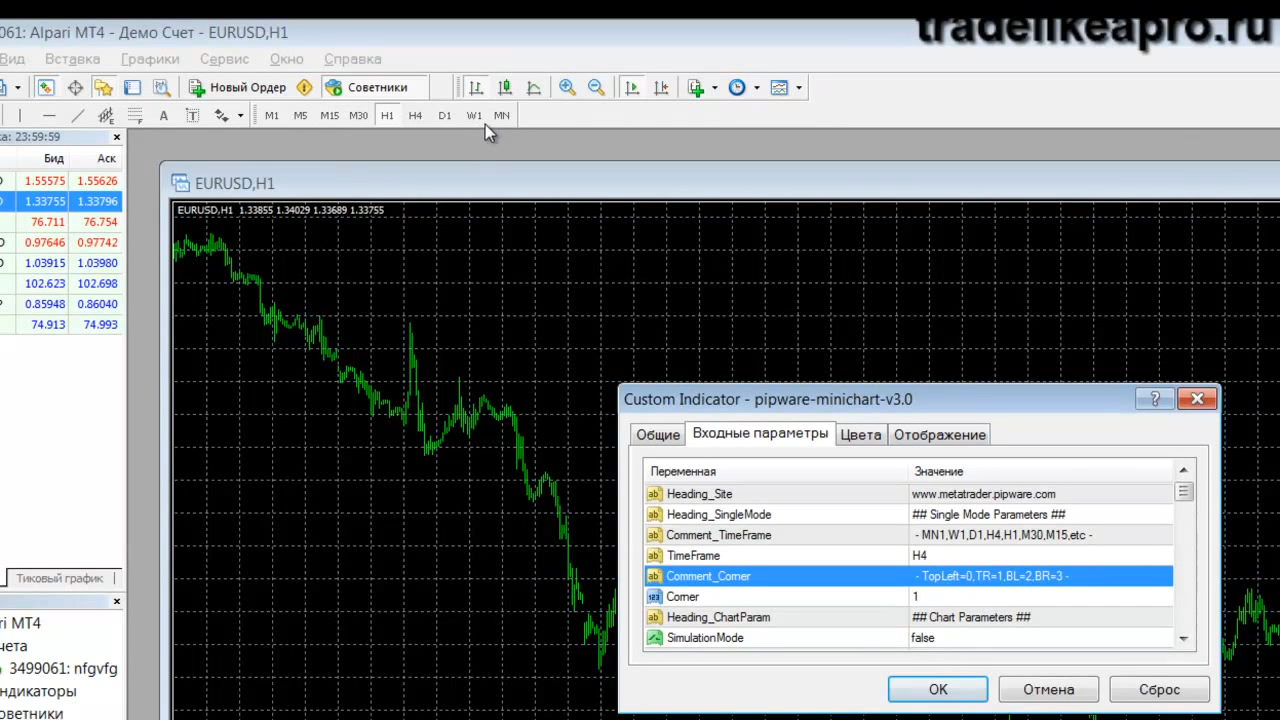 tradelikeapro.ru
061: Alpari MT4 - Демо Счет - EURUSD,H1
Вид Вставка Графики Сервис Окно Справка
Новый Ордер Советники
A T M1 M5 M15 M30 H1 H4 D1 W1 MN
ка: 23:59:59
Бид Аск
1.55575 1.55626
D 1.33755 1.33796
76.711 76.754
D 0.97646 0.97742
D 1.03915 1.03980
102.623 102.698
P 0.85948 0.86040
74.913 74.993
Тиковый график
ri MT4
чета
3499061: nfgvfg
ндикаторы
оветники
EURUSD,H1
EURUSD,H1 1.33855 1.34029 1.33689 1.33755
Custom Indicator - pipware-minichart-v3.0
Общие Входные параметры Цвета Отображение
Переменная Значение
Heading_Site www.metatrader.pipware.com
Heading_SingleMode ## Single Mode Parameters ##
Comment_TimeFrame - MN1,W1,D1,H4,H1,M30,M15,etc -
TimeFrame H4
Comment_Corner - TopLeft=0,TR=1,BL=2,BR=3 -
Corner 1
Heading_ChartParam ## Chart Parameters ##
SimulationMode false
OK Отмена Сброс